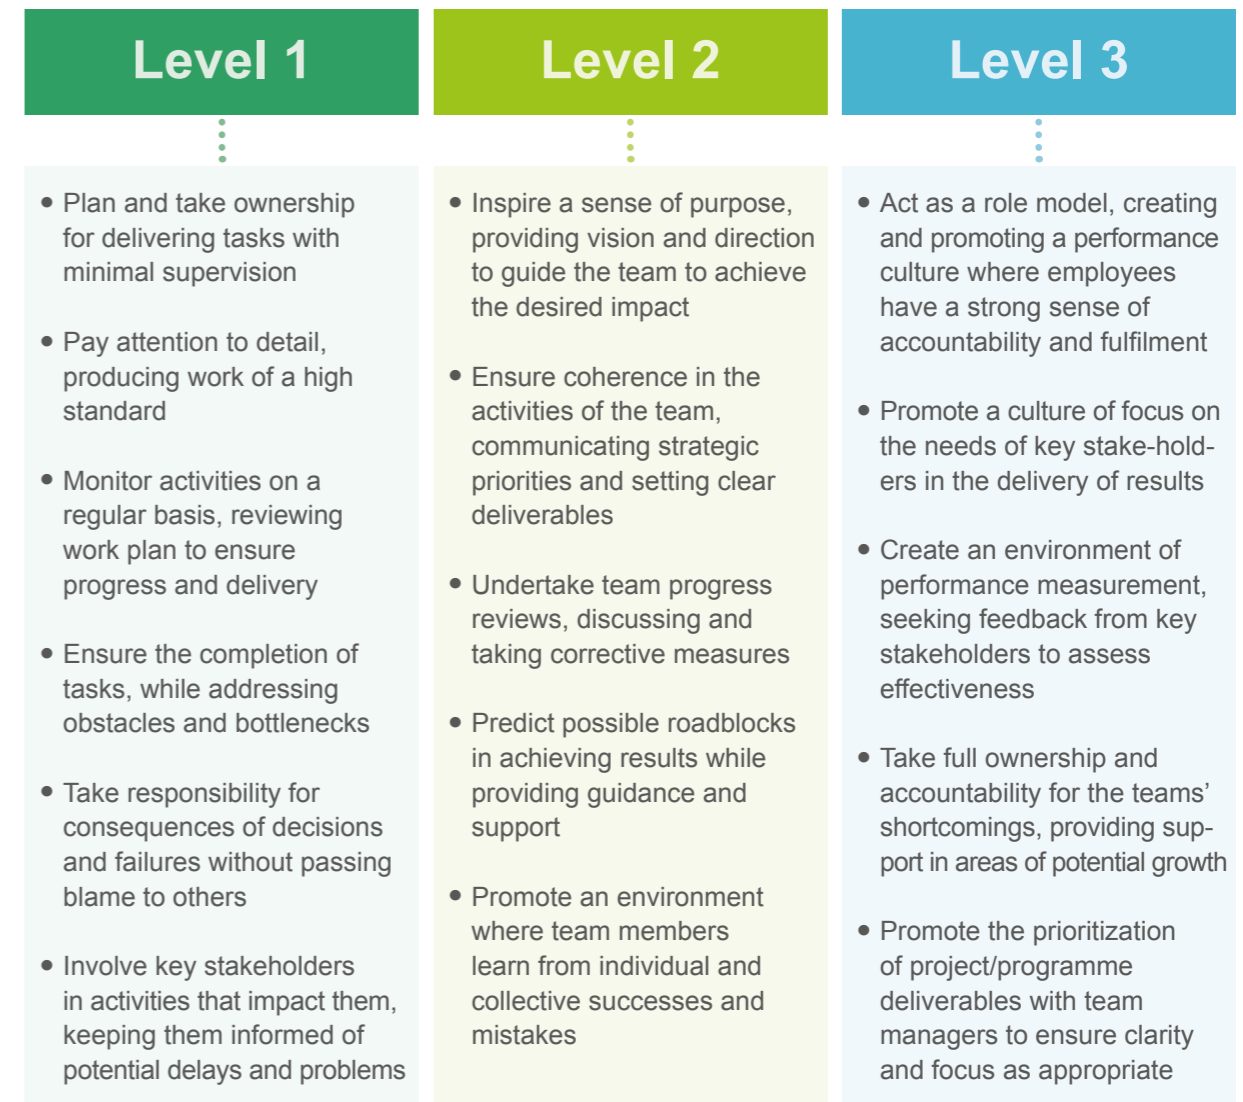 Level 1
• Plan and take ownership
for delivering tasks with
minimal supervision
• Pay attention to detail,
producing work of a high
standard
• Monitor activities on a
regular basis, reviewing
work plan to ensure
progress and delivery
• Ensure the completion of
tasks, while addressing
obstacles and bottlenecks
• Take responsibility for
consequences of decisions
and failures without passing
blame to others
• Involve key stakeholders
in activities that impact them,
keeping them informed of
potential delays and problems
Level 2
• Inspire a sense of purpose,
providing vision and direction
to guide the team to achieve
the desired impact
• Ensure coherence in the
activities of the team,
communicating strategic
priorities and setting clear
deliverables
• Undertake team progress
reviews, discussing and
taking corrective measures
• Predict possible roadblocks
in achieving results while
providing guidance and
support
• Promote an environment
where team members
learn from individual and
collective successes and
mistakes
Level 3
• Act as a role model, creating
and promoting a performance
culture where employees
have a strong sense of
accountability and fulfilment
• Promote a culture of focus on
the needs of key stake-hold-
ers in the delivery of results
• Create an environment of
performance measurement,
seeking feedback from key
stakeholders to assess
effectiveness
• Take full ownership and
accountability for the teams’
shortcomings, providing sup-
port in areas of potential growth
• Promote the prioritization
of project/programme
deliverables with team
managers to ensure clarity
and focus as appropriate